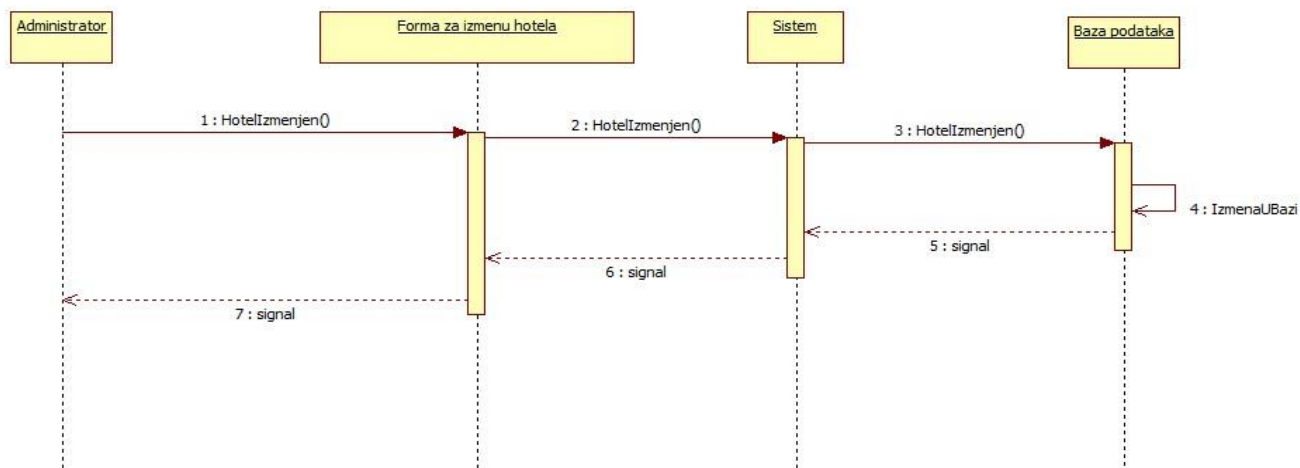 Administrator
Forma za izmenu hotela
Sistem
Baza podataka
1 : HotelIzmenjen()
2 : HotelIzmenjen()
3 : HotelIzmenjen()
4 : IzmenaUBazi
5 : signal
6 : signal
7 : signal